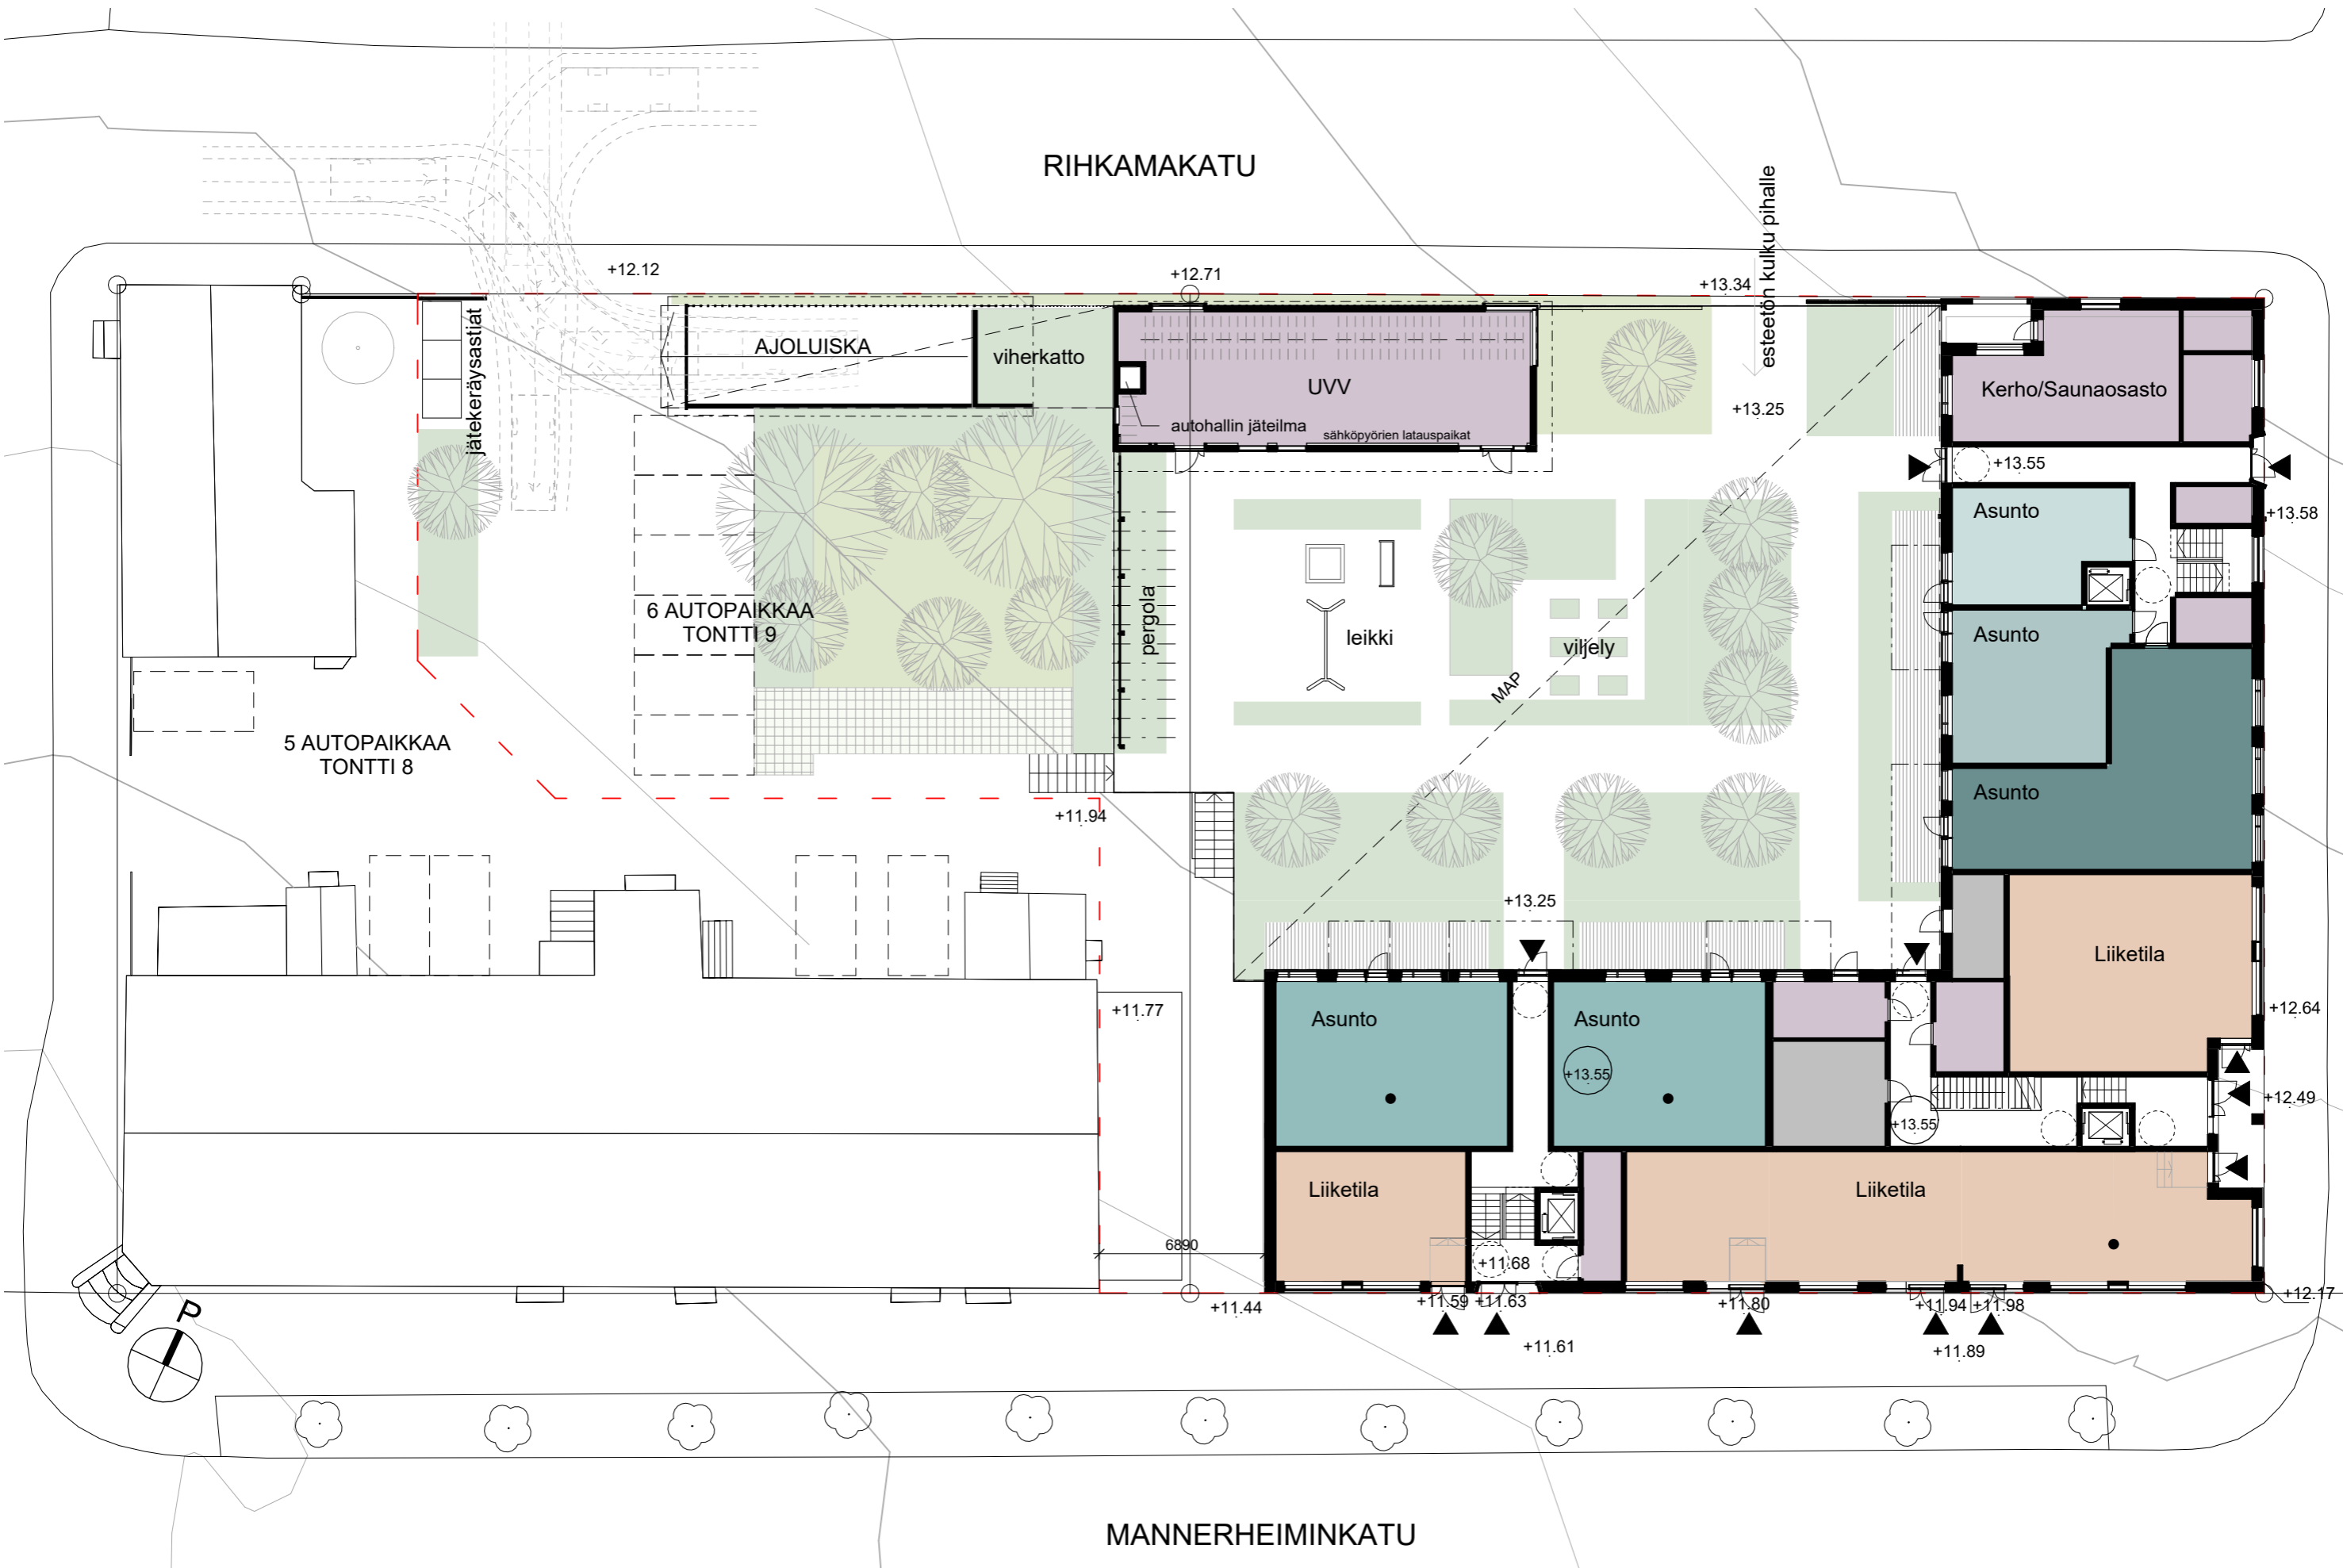 RIHKAMAKATU
esteetön kulku pihalle
+12.12
+12.71
+13.34
jätekeräysastiat
AJOLUISKA
viherkatto
UVV
autohallin jäteilma
sähköpyörien latauspaikat
+13.25
Kerho/Saunaosasto
+13.55
+13.58
Asunto
6 AUTOPAIKKAA
TONTTI 9
pergola
leikki
viljely
MAP
Asunto
5 AUTOPAIKKAA
TONTTI 8
Asunto
+11.94
+13.25
Liiketila
+11.77
+12.64
Asunto
Asunto
+13.55
+13.55
+12.49
Liiketila
Liiketila
6890
+11.68
+11.44
+11.59
+11.63
+11.80
+11.94
+11.98
+12.17
P
+11.61
+11.89
MANNERHEIMINKATU